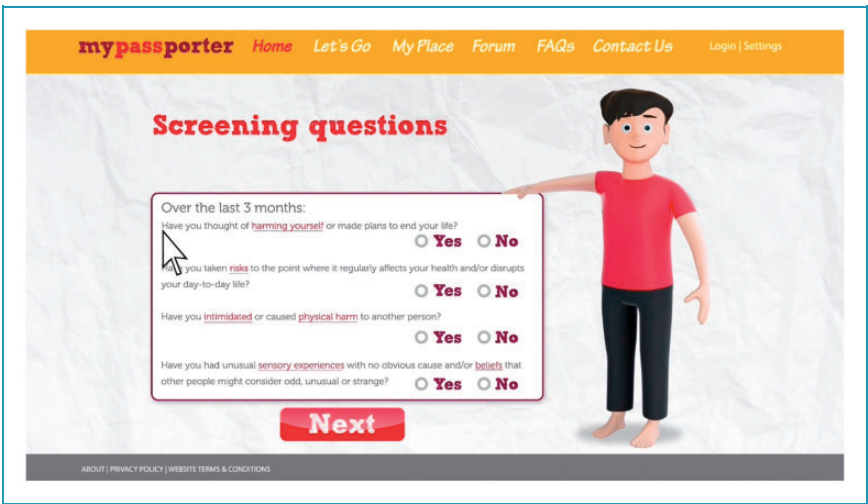 mypassporter Home Let's Go My Place Forum FAQs Contact Us Login | Settings
Screening questions
Over the last 3 months:
Have you thought of harming yourself or made plans to end your life?
Yes No
Have you taken risks to the point where it regularly affects your health and/or disrupts
your day-to-day life?
Yes No
Have you intimidated or caused physical harm to another person?
Yes No
Have you had unusual sensory experiences with no obvious cause and/or beliefs that
other people might consider odd, unusual or strange?
Yes No
Next
ABOUT | PRIVACY POLICY | WEBSITE TERMS & CONDITIONS